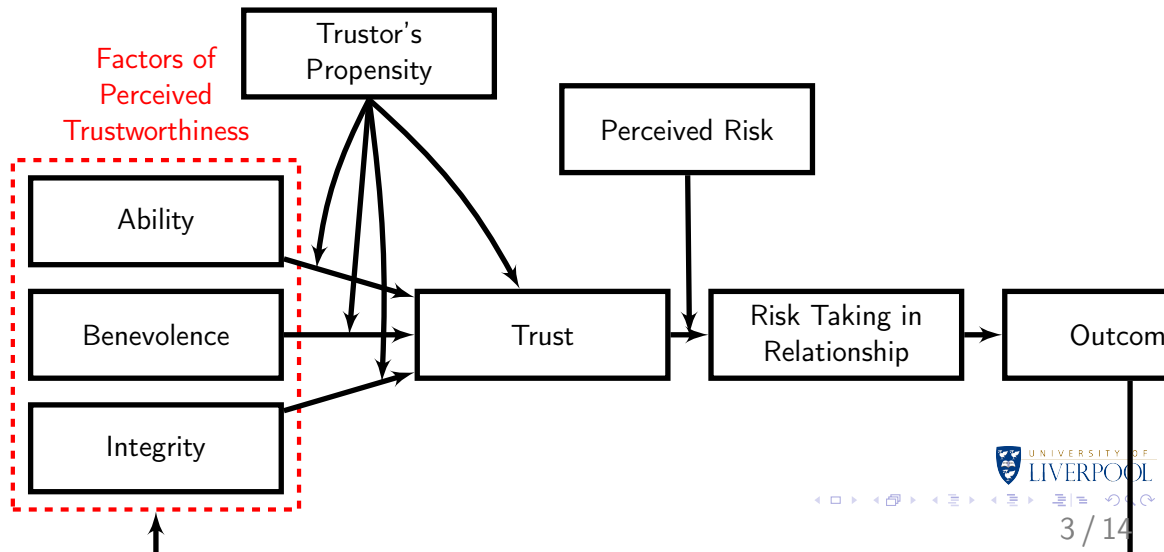 Trustor's
Propensity
Factors of
Perceived
Trustworthiness
Perceived Risk
Ability
Benevolence
Trust
Risk Taking in
Relationship
Outcom
Integrity
UNIVERSITY OF
LIVERPOOL
3 / 14